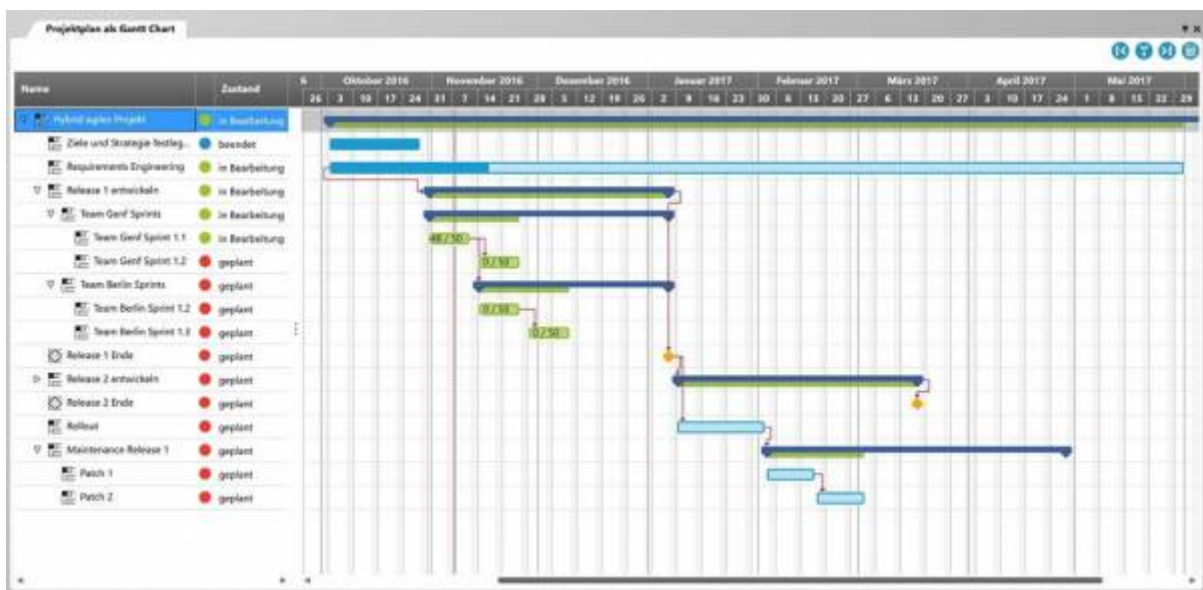 Projektplan als Gantt Chart
Name Zustand
6 Oktober 2016 November 2016 Dezember 2016 Januar 2017 Februar 2017 März 2017 April 2017 Mai 2017
26 3 10 17 24 31 7 14 21 28 5 12 19 26 2 9 16 23 30 6 13 20 27 6 13 20 27 3 10 17 24 1 8 15 22 29
Hybrid agiles Projekt in Bearbeitung
Ziele und Strategie festleg... beendet
Requirements Engineering in Bearbeitung
Release 1 entwickeln in Bearbeitung
Team Genf Sprints in Bearbeitung
Team Genf Sprint 1.1 in Bearbeitung 48 / 50
Team Genf Sprint 1.2 geplant 0 / 50
Team Berlin Sprints geplant
Team Berlin Sprint 1.2 geplant 0 / 50
Team Berlin Sprint 1.3 geplant 0 / 50
Release 1 Ende geplant
Release 2 entwickeln geplant
Release 2 Ende geplant
Rollout geplant
Maintenance Release 1 geplant
Patch 1 geplant
Patch 2 geplant